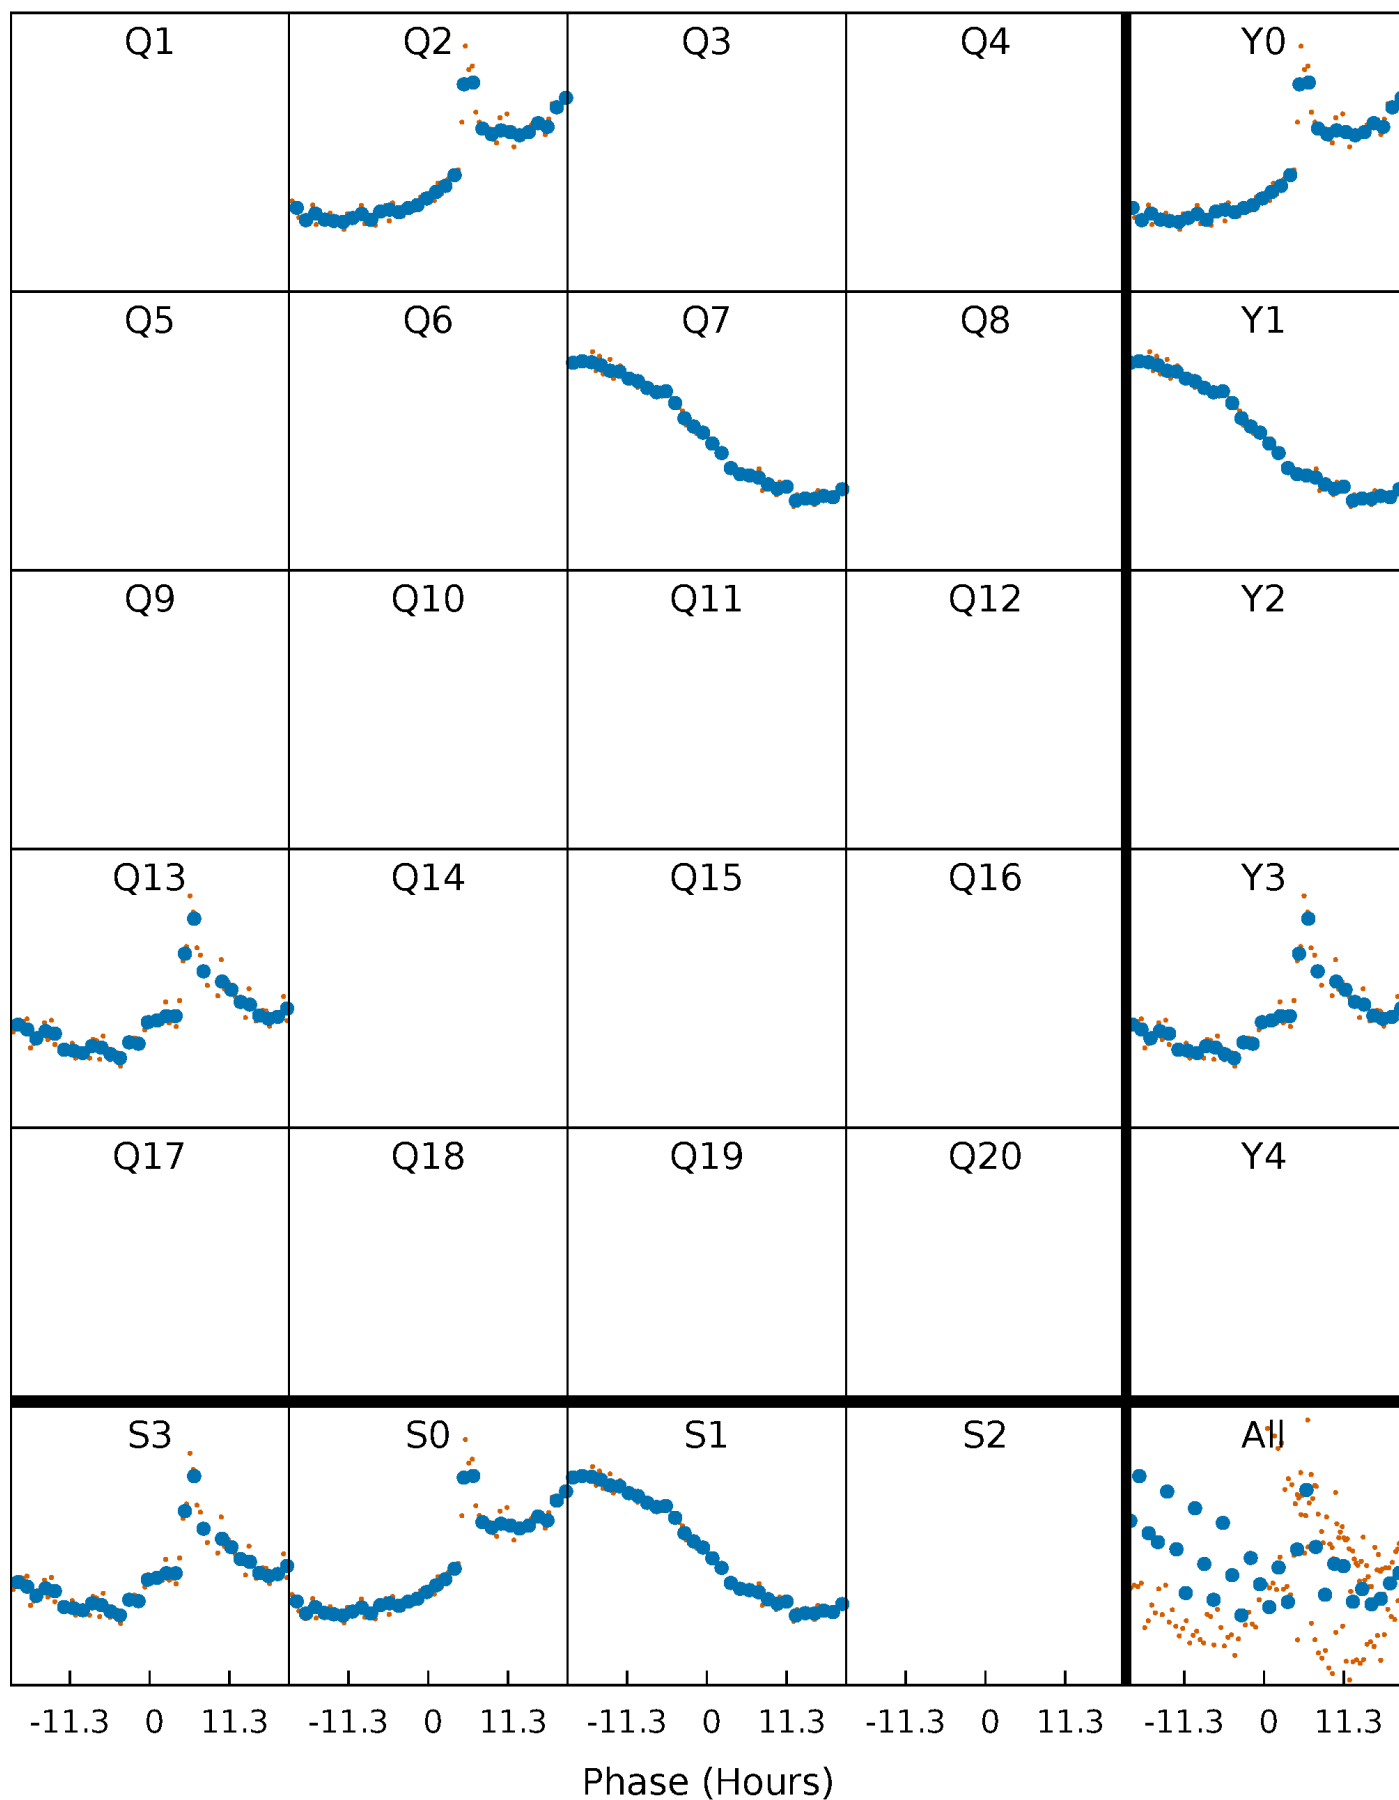 Q1 Q2 Q3 Q4 Y0
Q5 Q6 Q7 Q8 Y1
Q9 Q10 Q11 Q12 Y2
Q13 Q14 Q15 Q16 Y3
Q17 Q18 Q19 Q20 Y4
S3 S0 S1 S2 All
-11.3 0 11.3 -11.3 0 11.3 -11.3 0 11.3 -11.3 0 11.3 -11.3 0 11.3
Phase (Hours)